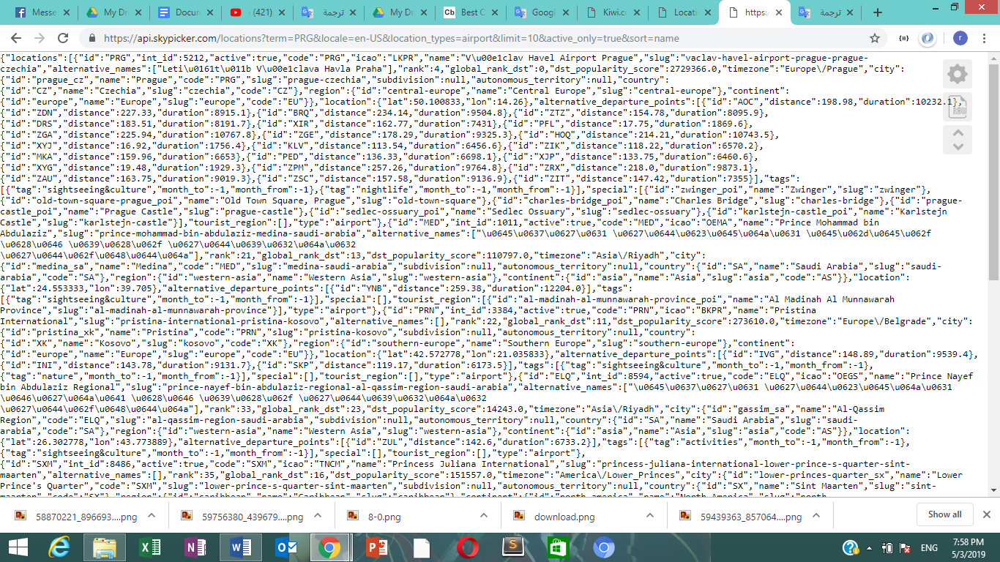 Messe
My Dr
Docum
(421)
ترجمة
My Dr
Best C
Googl
Kiwi.c
Locati
https:/
ترجمة
https://api.skypicker.com/locations?term=PRG&locale=en-US&location_types=airport&limit=10&active_only=true&sort=name
r
{"locations":[{"id":"PRG","int_id":5212,"active":true,"code":"PRG","icao":"LKPR","name":"V\u00e1clav Havel Airport Prague","slug":"vaclav-havel-airport-prague-prague-
czechia","alternative_names":["Leti\u0161t\u011b V\u00e1clava Havla Praha"],"rank":4,"global_rank_dst":0,"dst_popularity_score":2729366.0,"timezone":"Europe\/Prague","city":
{"id":"prague_cz","name":"Prague","code":"PRG","slug":"prague-czechia","subdivision":null,"autonomous_territory":null,"country":
{"id":"CZ","name":"Czechia","slug":"czechia","code":"CZ"},"region":{"id":"central-europe","name":"Central Europe","slug":"central-europe"},"continent":
{"id":"europe","name":"Europe","slug":"europe","code":"EU"}},"location":{"lat":50.100833,"lon":14.26},"alternative_departure_points":[{"id":"AOC","distance":198.98,"duration":10232.1},
{"id":"ZDN","distance":227.33,"duration":8915.1},{"id":"BRQ","distance":234.14,"duration":9504.8},{"id":"ZTZ","distance":154.78,"duration":8095.9},
{"id":"DRS","distance":183.51,"duration":8191.7},{"id":"XIR","distance":162.77,"duration":7431},{"id":"PFL","distance":17.75,"duration":1869.6},
{"id":"ZGA","distance":225.94,"duration":10767.8},{"id":"ZGE","distance":178.29,"duration":9325.3},{"id":"HOQ","distance":214.21,"duration":10743.5},
{"id":"XYJ","distance":16.92,"duration":1756.4},{"id":"KLV","distance":113.54,"duration":6456.6},{"id":"ZIK","distance":118.22,"duration":6570.2},
{"id":"MKA","distance":159.96,"duration":6653},{"id":"PED","distance":136.33,"duration":6698.1},{"id":"XJP","distance":133.75,"duration":6460.6},
{"id":"XYG","distance":19.48,"duration":1929.3},{"id":"ZPM","distance":257.26,"duration":9764.8},{"id":"ZRX","distance":218.0,"duration":9873.1},
{"id":"ZAU","distance":163.75,"duration":9019.3},{"id":"ZSC","distance":157.58,"duration":9136.9},{"id":"ZIT","distance":147.42,"duration":7355}],"tags":
[{"tag":"sightseeing&culture","month_to":-1,"month_from":-1},{"tag":"nightlife","month_to":-1,"month_from":-1}],"special":[{"id":"zwinger_poi","name":"Zwinger","slug":"zwinger"},
{"id":"old-town-square-prague_poi","name":"Old Town Square, Prague","slug":"old-town-square"},{"id":"charles-bridge_poi","name":"Charles Bridge","slug":"charles-bridge"},{"id":"prague-
castle_poi","name":"Prague Castle","slug":"prague-castle"},{"id":"sedlec-ossuary_poi","name":"Sedlec Ossuary","slug":"sedlec-ossuary"},{"id":"karlstejn-castle_poi","name":"Karlstejn
Castle","slug":"karlstejn-castle"}],"tourist_region":[],"type":"airport"},{"id":"MED","int_id":1011,"active":true,"code":"MED","icao":"OEMA","name":"Prince Mohammad bin
Abdulaziz","slug":"prince-mohammad-bin-abdulaziz-medina-saudi-arabia","alternative_names":["\u0645\u0637\u0627\u0631 \u0627\u0644\u0623\u0645\u064a\u0631 \u0645\u062d\u0645\u062f
\u0628\u0646 \u0639\u0628\u062f \u0627\u0644\u0639\u0632\u064a\u0632
\u0627\u0644\u062f\u0648\u0644\u064a"],"rank":21,"global_rank_dst":13,"dst_popularity_score":110797.0,"timezone":"Asia\/Riyadh","city":
{"id":"medina_sa","name":"Medina","code":"MED","slug":"medina-saudi-arabia","subdivision":null,"autonomous_territory":null,"country":{"id":"SA","name":"Saudi Arabia","slug":"saudi-
arabia","code":"SA"},"region":{"id":"western-asia","name":"Western Asia","slug":"western-asia"},"continent":{"id":"asia","name":"Asia","slug":"asia","code":"AS"}},"location":
{"lat":24.553333,"lon":39.705},"alternative_departure_points":[{"id":"YNB","distance":259.38,"duration":12204.0}],"tags":
[{"tag":"sightseeing&culture","month_to":-1,"month_from":-1}],"special":[],"tourist_region":[{"id":"al-madinah-al-munnawarah-province_poi","name":"Al Madinah Al Munnawarah
Province","slug":"al-madinah-al-munnawarah-province"}],"type":"airport"},{"id":"PRN","int_id":3384,"active":true,"code":"PRN","icao":"BKPR","name":"Pristina
International","slug":"pristina-international-pristina-kosovo","alternative_names":[],"rank":22,"global_rank_dst":11,"dst_popularity_score":273610.0,"timezone":"Europe\/Belgrade","city":
{"id":"pristina_xk","name":"Pristina","code":"PRN","slug":"pristina-kosovo","subdivision":null,"autonomous_territory":null,"country":
{"id":"XK","name":"Kosovo","slug":"kosovo","code":"XK"},"region":{"id":"southern-europe","name":"Southern Europe","slug":"southern-europe"},"continent":
{"id":"europe","name":"Europe","slug":"europe","code":"EU"}},"location":{"lat":42.572778,"lon":21.035833},"alternative_departure_points":[{"id":"IVG","distance":148.89,"duration":9539.4},
{"id":"INI","distance":143.78,"duration":9131.7},{"id":"SKP","distance":119.17,"duration":6173.5}],"tags":[{"tag":"sightseeing&culture","month_to":-1,"month_from":-1},
{"tag":"nature","month_to":-1,"month_from":-1}],"special":[],"tourist_region":[],"type":"airport"},{"id":"ELQ","int_id":8594,"active":true,"code":"ELQ","icao":"OEGS","name":"Prince Nayef
bin Abdulaziz Regional","slug":"prince-nayef-bin-abdulaziz-regional-al-qassim-region-saudi-arabia","alternative_names":["\u0645\u0637\u0627\u0631 \u0627\u0644\u0623\u0645\u064a\u0631
\u0646\u0627\u064a\u0641 \u0628\u0646 \u0639\u0628\u062f \u0627\u0644\u0639\u0632\u064a\u0632
\u0627\u0644\u062f\u0648\u0644\u064a"],"rank":33,"global_rank_dst":23,"dst_popularity_score":14243.0,"timezone":"Asia\/Riyadh","city":{"id":"gassim_sa","name":"Al-Qassim
Region","code":"ELQ","slug":"al-qassim-region-saudi-arabia","subdivision":null,"autonomous_territory":null,"country":{"id":"SA","name":"Saudi Arabia","slug":"saudi-
arabia","code":"SA"},"region":{"id":"western-asia","name":"Western Asia","slug":"western-asia"},"continent":{"id":"asia","name":"Asia","slug":"asia","code":"AS"}},"location":
{"lat":26.302778,"lon":43.773889},"alternative_departure_points":[{"id":"ZUL","distance":142.6,"duration":6733.2}],"tags":[{"tag":"activities","month_to":-1,"month_from":-1},
{"tag":"sightseeing&culture","month_to":-1,"month_from":-1}],"special":[],"tourist_region":[],"type":"airport"},
{"id":"SXM","int_id":8486,"active":true,"code":"SXM","icao":"TNCM","name":"Princess Juliana International","slug":"princess-juliana-international-lower-prince-s-quarter-sint-
maarten","alternative_names":[],"rank":35,"global_rank_dst":16,"dst_popularity_score":151557.0,"timezone":"America\/Lower_Princes","city":{"id":"lower-princes-quarter_sx","name":"Lower
Prince's Quarter","code":"SXM","slug":"lower-prince-s-quarter-sint-maarten","subdivision":null,"autonomous_territory":null,"country":{"id":"SX","name":"Sint Maarten","slug":"sint-
maarten","code":"SX"},"region":{"id":"caribbean","name":"Caribbean","slug":"caribbean"},"continent":{"id":"north-america","name":"North America","slug":"north-
RAW
58870221_896693....png
59756380_439679....png
8-0.png
download.png
59439363_857064....png
Show all
ENG
7:58 PM
5/3/2019